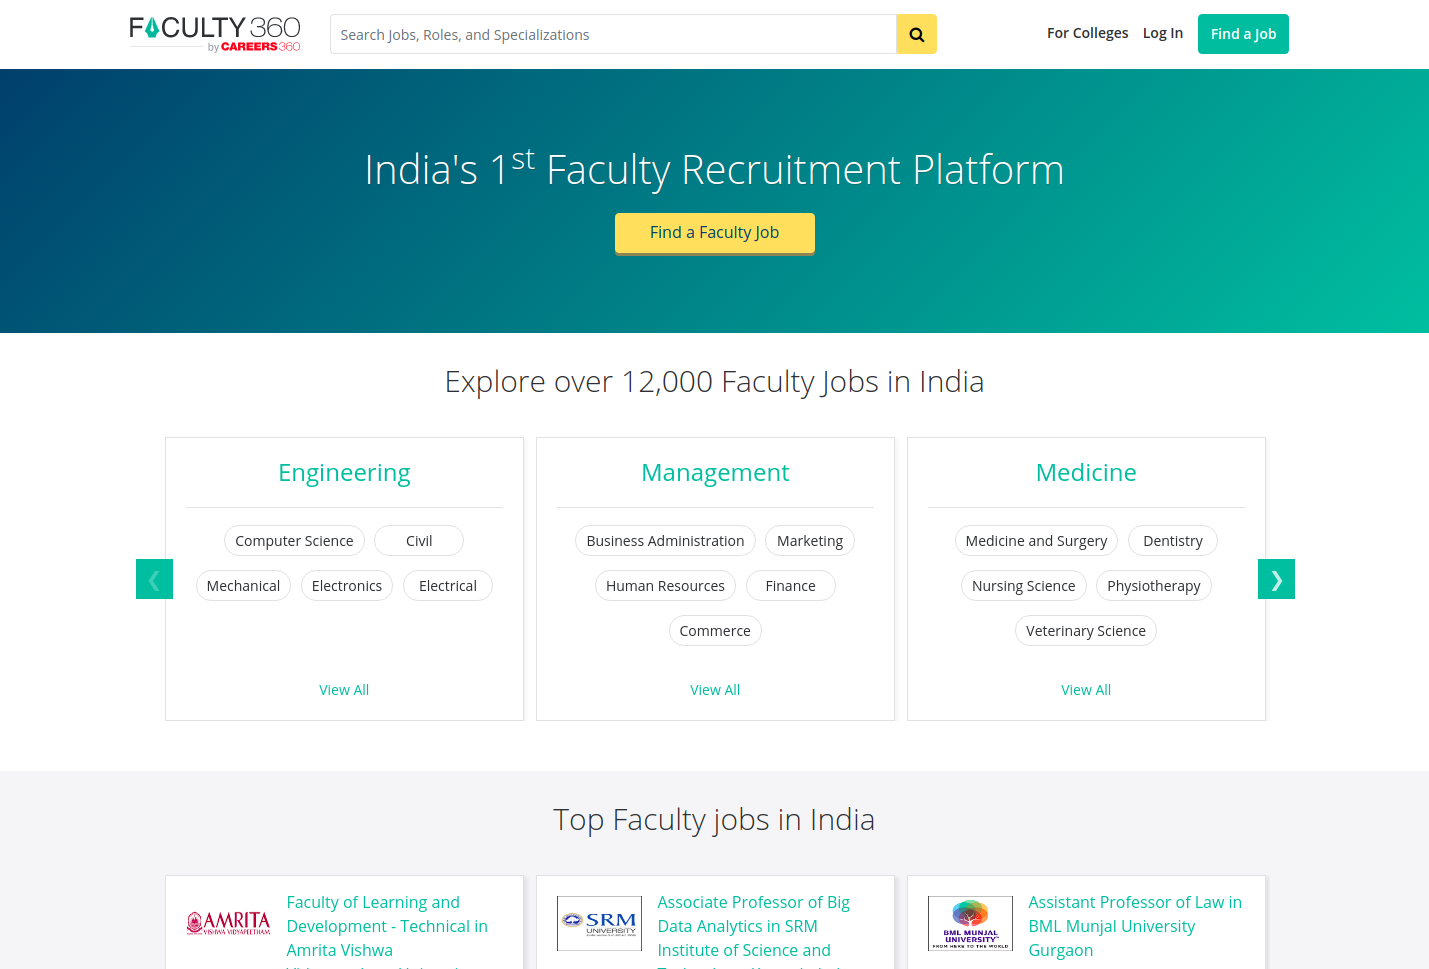 FACULTY 360
by CAREERS360
Search Jobs, Roles, and Specializations
For Colleges
Log In
Find a Job
India's 1st Faculty Recruitment Platform
Find a Faculty Job
Explore over 12,000 Faculty Jobs in India
Engineering
Computer Science
Civil
Mechanical
Electronics
Electrical
View All
Management
Business Administration
Marketing
Human Resources
Finance
Commerce
View All
Medicine
Medicine and Surgery
Dentistry
Nursing Science
Physiotherapy
Veterinary Science
View All
Top Faculty jobs in India
AMRITA
VISHWA VIDYAPEETHAM
Faculty of Learning and
Development - Technical in
Amrita Vishwa
SRM
UNIVERSITY
Associate Professor of Big
Data Analytics in SRM
Institute of Science and
BML MUNJAL
UNIVERSITY
FROM HERE TO THE WORLD
Assistant Professor of Law in
BML Munjal University
Gurgaon